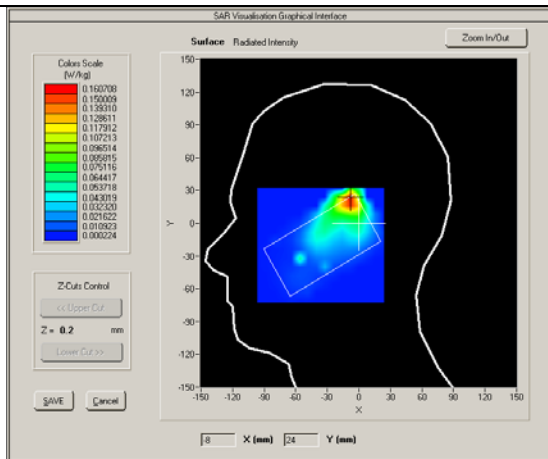 SAR Visualisation Graphical Interface
Surface Radiated Intensity
Zoom In/Out
Colors Scale
(W/kg)
0.160708
0.150009
0.139310
0.128611
0.117912
0.107213
0.096514
0.085815
0.075116
0.064417
0.053718
0.043019
0.032320
0.021622
0.010923
0.000224
Z-Cuts Control
<< Upper Cut
Z = 0.2 mm
Lower Cut >>
SAVE Cancel
150
120
90
60
30
0
-30
-60
-90
-120
-150
Y
-150 -120 -90 -60 -30 0 30 60 90 120 150
X
-8 X (mm) 24 Y (mm)